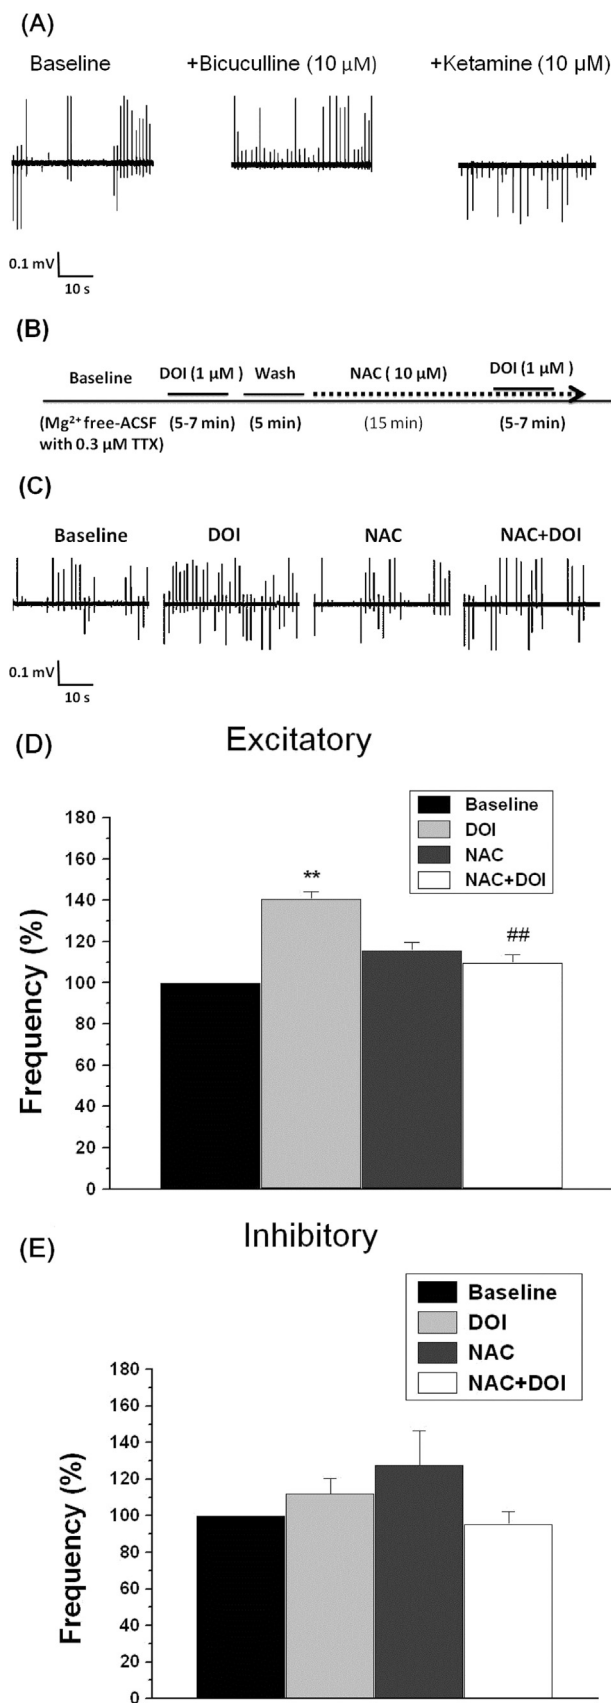 (A)
Baseline +Bicuculline (10 μM) +Ketamine (10 μM)
0.1 mV
10 s
(B)
Baseline DOI (1 μM ) Wash NAC ( 10 μM) DOI (1 μM )
(Mg²⁺ free-ACSF (5-7 min) (5 min) (15 min) (5-7 min)
with 0.3 μM TTX)
(C)
Baseline DOI NAC NAC+DOI
0.1 mV
10 s
(D) Excitatory
Baseline
DOI
NAC
NAC+DOI
180
160
140
120
100
80
60
40
20
0
Frequency (%)
**
##
(E) Inhibitory
Baseline
DOI
NAC
NAC+DOI
180
160
140
120
100
80
60
40
20
0
Frequency (%)